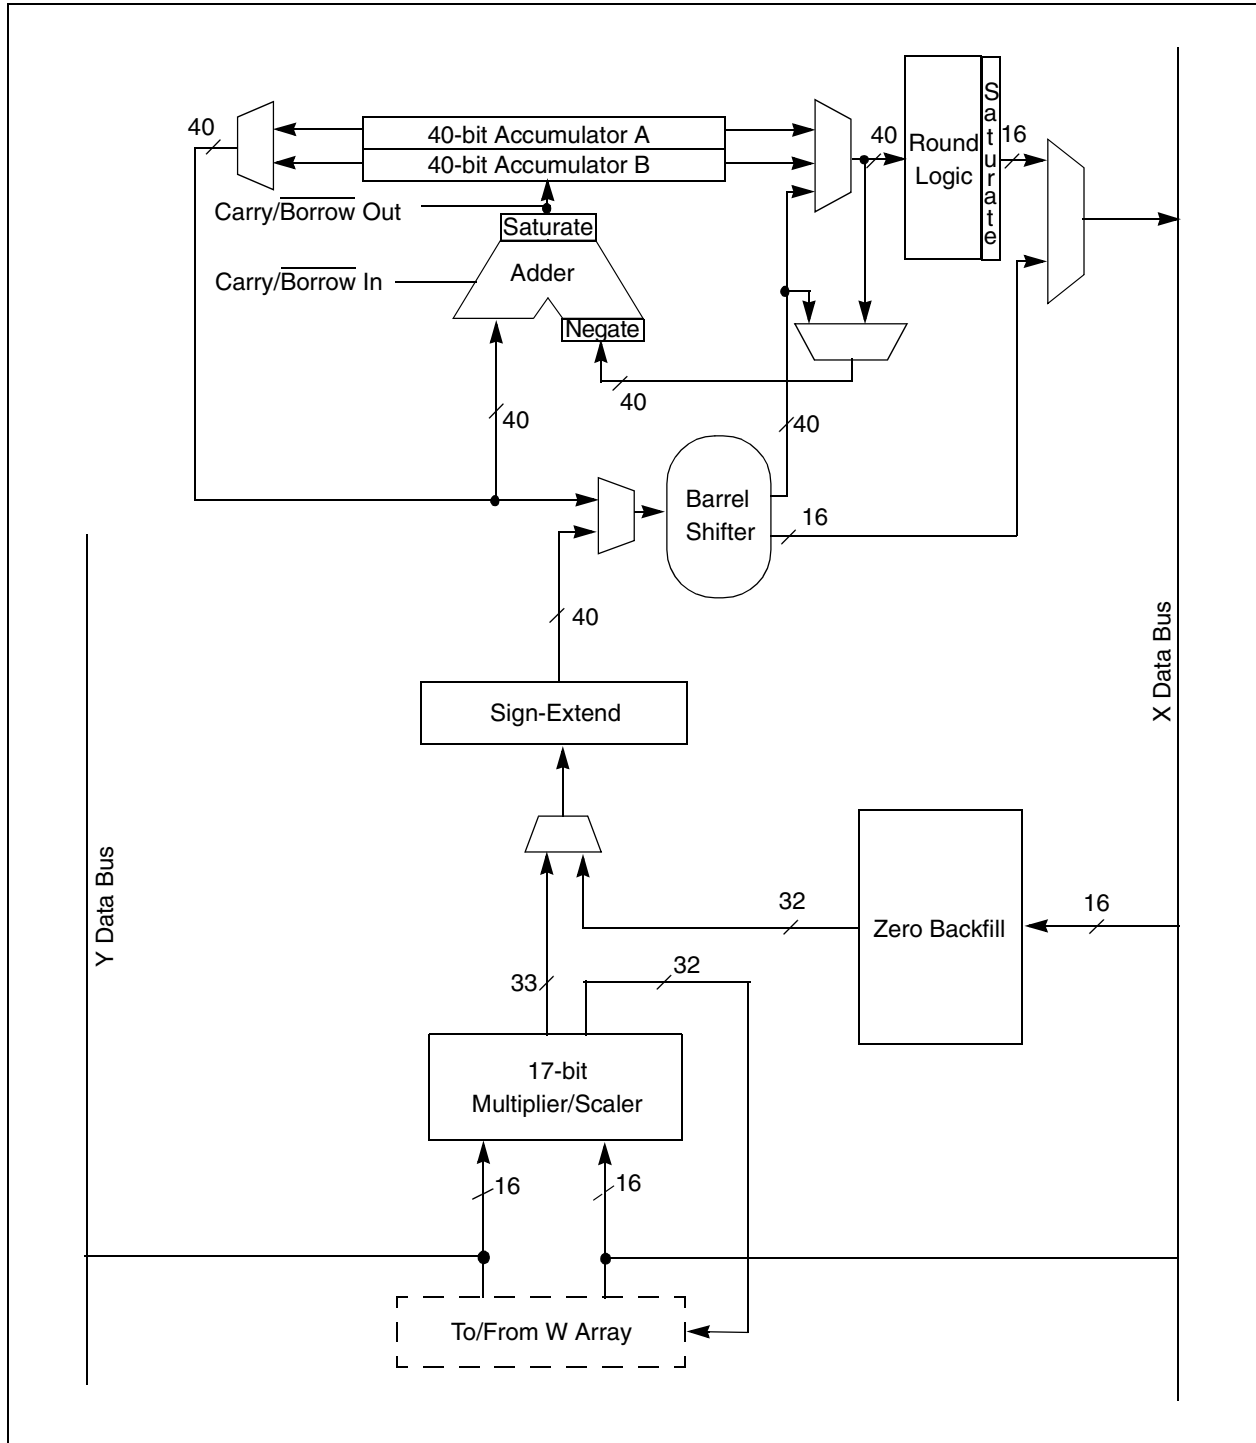 40
40-bit Accumulator A
40-bit Accumulator B
40
Round
Logic
Saturate
16
Carry/Borrow Out
Saturate
Carry/Borrow In
Adder
Negate
40
40
40
Barrel
Shifter
16
40
Sign-Extend
X Data Bus
Y Data Bus
32
Zero Backfill
16
33
32
17-bit
Multiplier/Scaler
16
16
To/From W Array